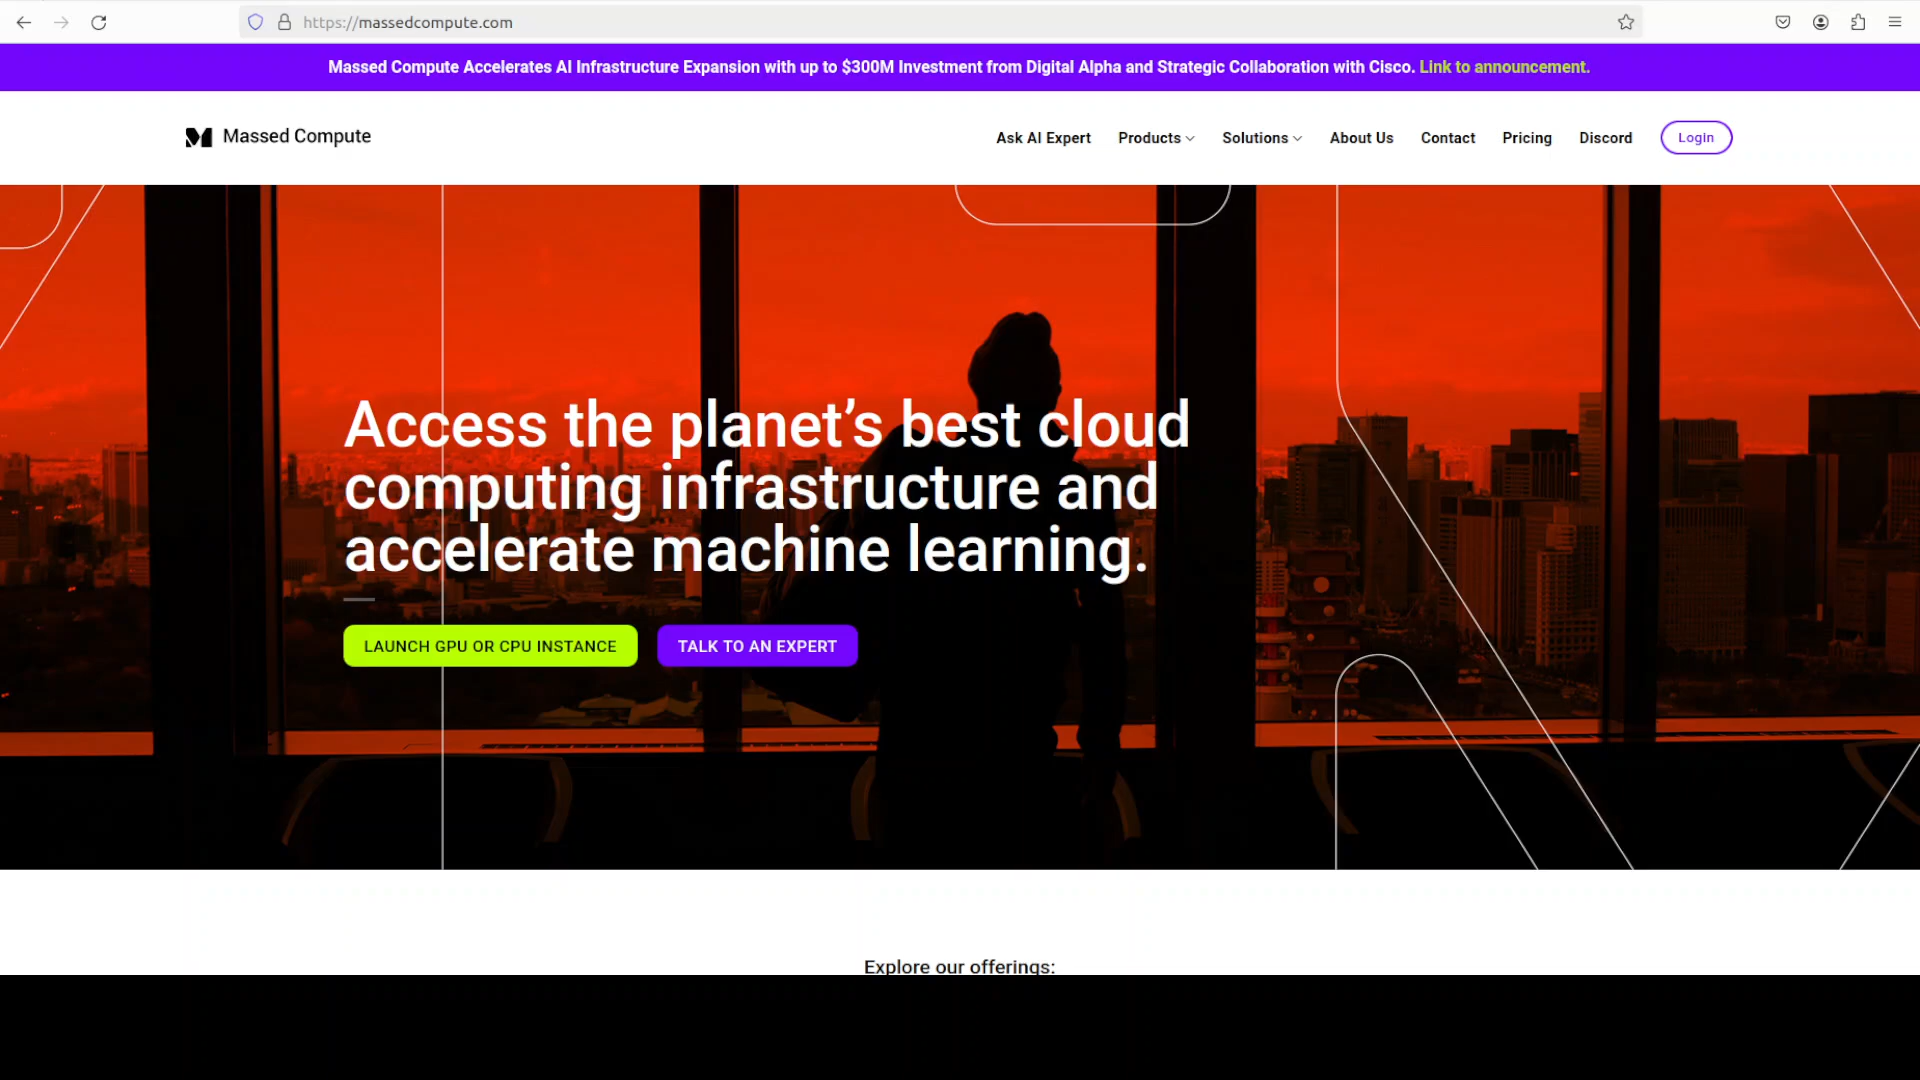 https://massedcompute.com
Massed Compute Accelerates AI Infrastructure Expansion with up to $300M Investment from Digital Alpha and Strategic Collaboration with Cisco. Link to announcement.
Massed Compute
Ask AI Expert
Products
Solutions
About Us
Contact
Pricing
Discord
Login
Access the planet’s best cloud
computing infrastructure and
accelerate machine learning.
LAUNCH GPU OR CPU INSTANCE
TALK TO AN EXPERT
Explore our offerings: